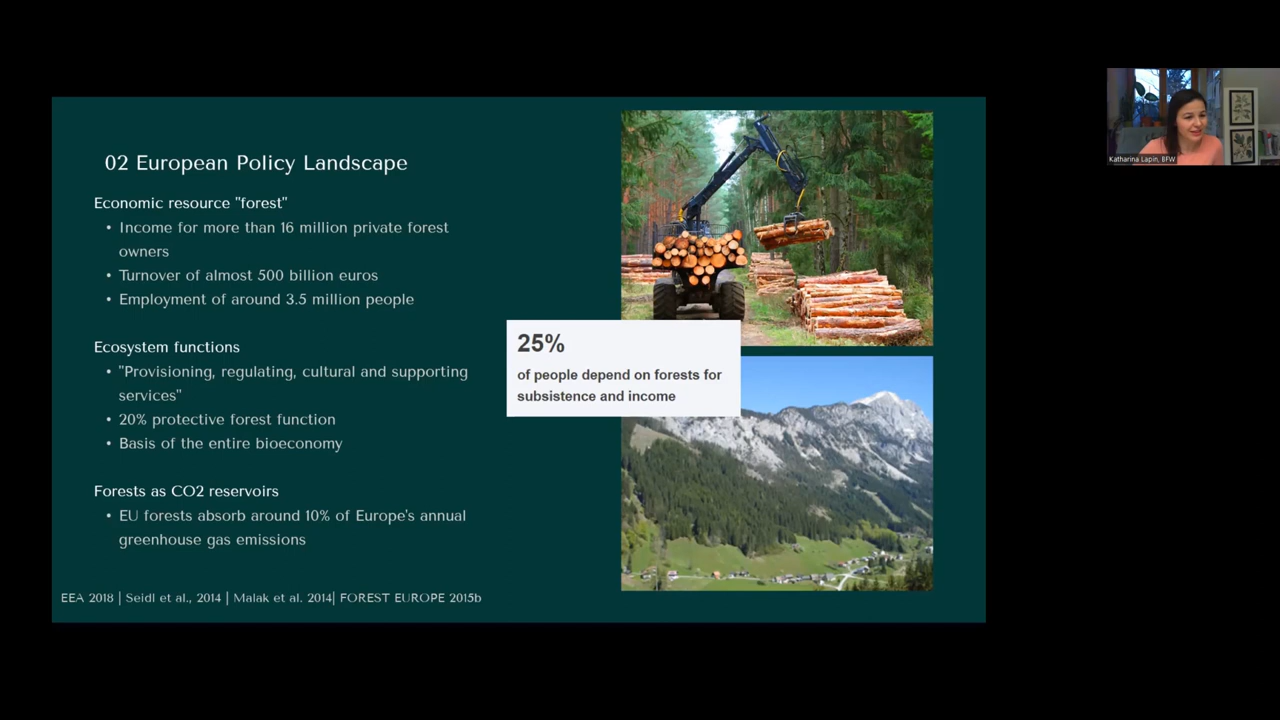 02 European Policy Landscape
Economic resource "forest"
• Income for more than 16 million private forest
owners
• Turnover of almost 500 billion euros
• Employment of around 3.5 million people
Ecosystem functions
• "Provisioning, regulating, cultural and supporting
services"
• 20% protective forest function
• Basis of the entire bioeconomy
Forests as CO2 reservoirs
• EU forests absorb around 10% of Europe's annual
greenhouse gas emissions
EEA 2018 | Seidl et al., 2014 | Malak et al. 2014| FOREST EUROPE 2015b
25%
of people depend on forests for
subsistence and income
Katharina Lapin, BFW